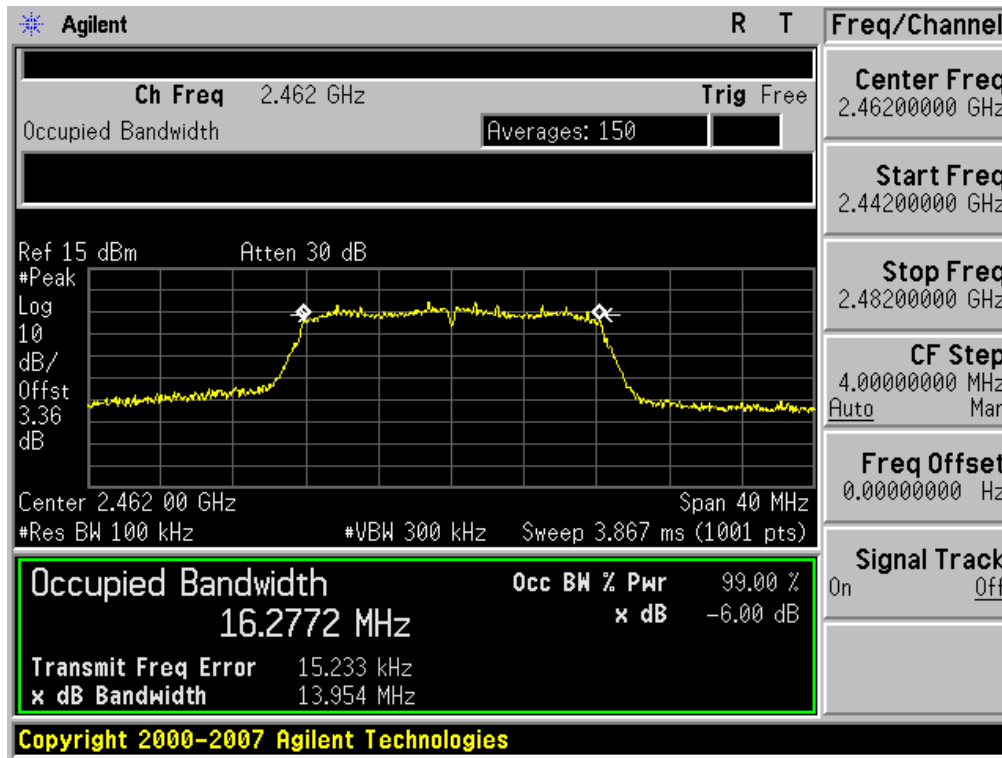 Agilent R T
Ch Freq 2.462 GHz Trig Free
Occupied Bandwidth Averages: 150
Ref 15 dBm Atten 30 dB
#Peak
Log
10
dB/
Offst
3.36
dB
Center 2.462 00 GHz Span 40 MHz
#Res BW 100 kHz #VBW 300 kHz Sweep 3.867 ms (1001 pts)
Occupied Bandwidth
16.2772 MHz
Occ BW % Pwr 99.00 %
x dB -6.00 dB
Transmit Freq Error 15.233 kHz
x dB Bandwidth 13.954 MHz
Copyright 2000-2007 Agilent Technologies
Freq/Channel
Center Freq
2.46200000 GHz
Start Freq
2.44200000 GHz
Stop Freq
2.48200000 GHz
CF Step
4.00000000 MHz
Auto Man
Freq Offset
0.00000000 Hz
Signal Track
On Off